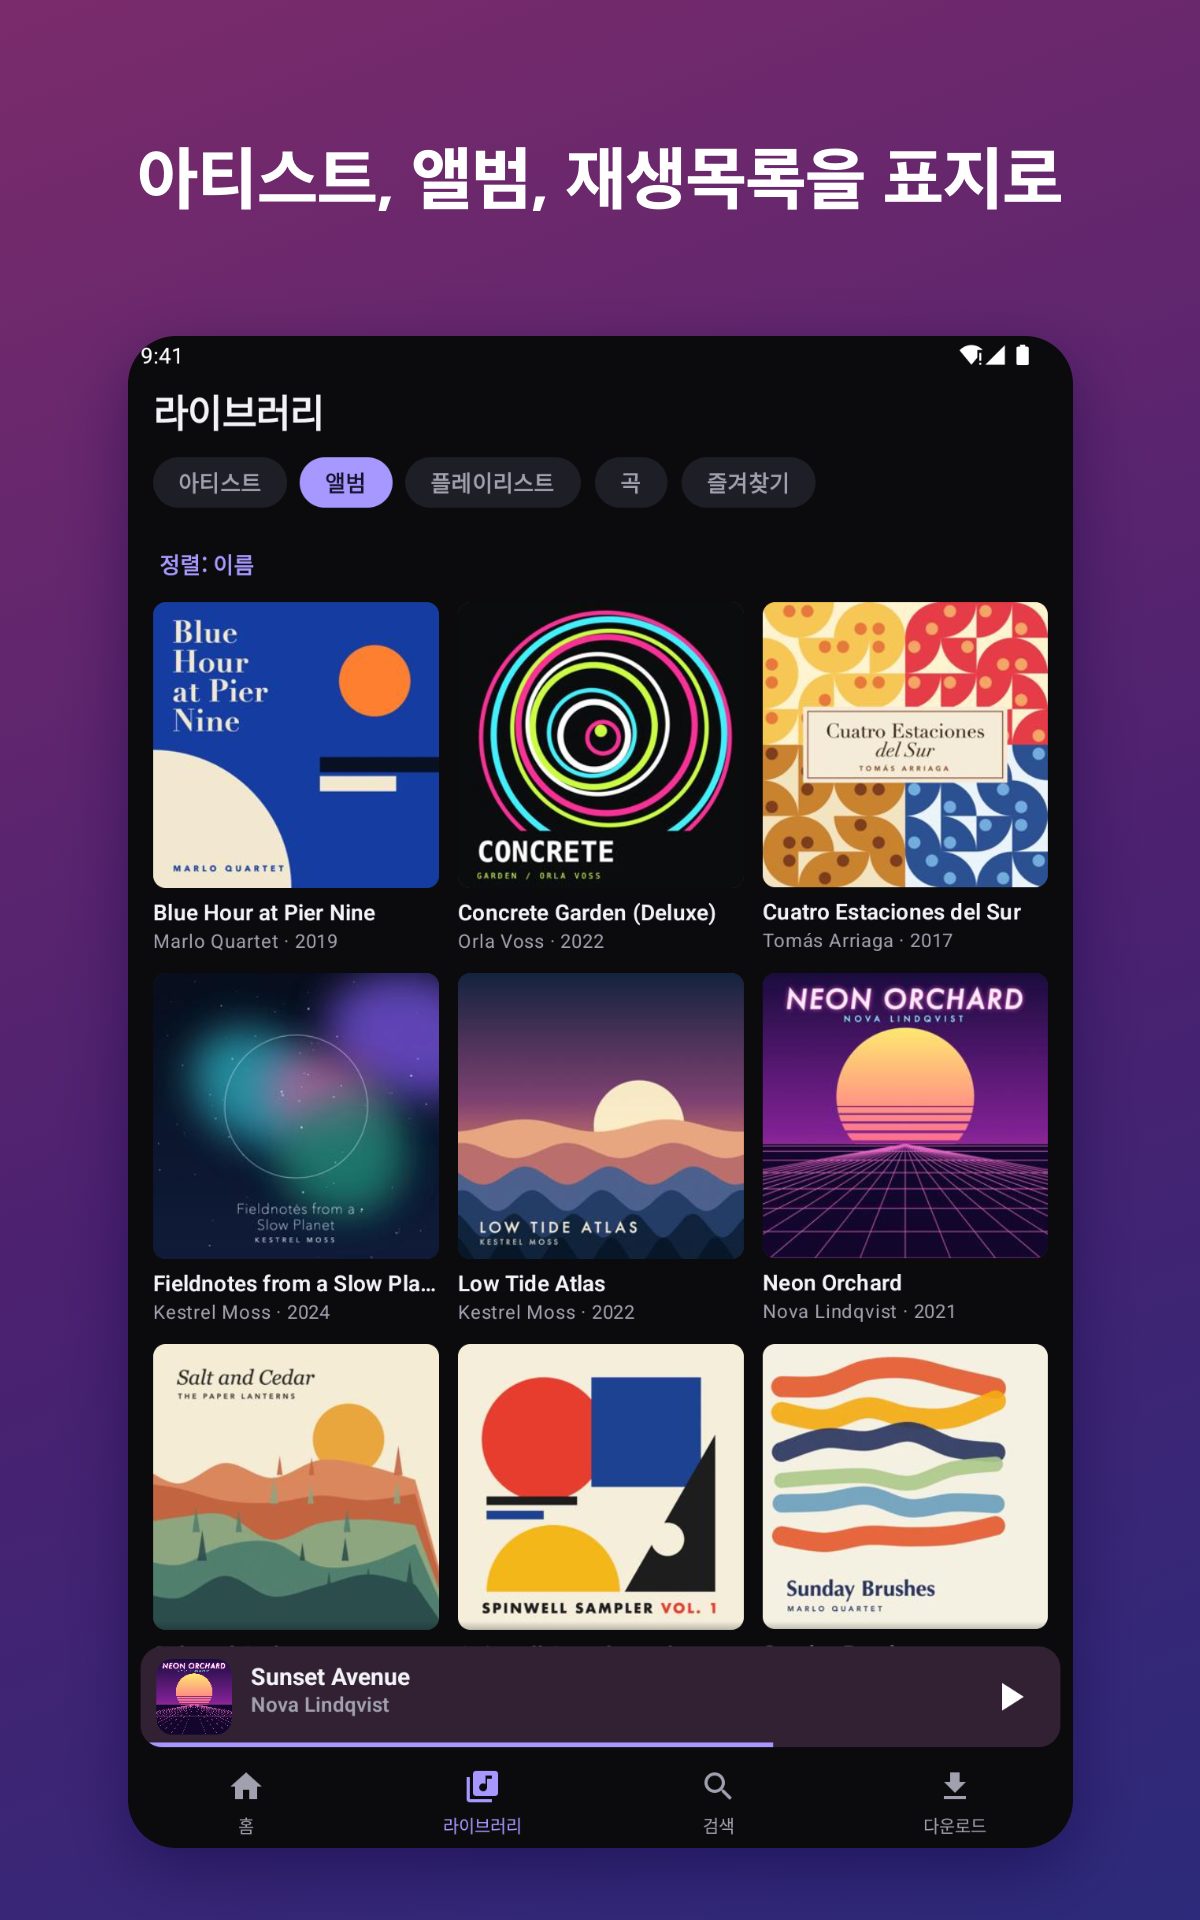 아티스트, 앨범, 재생목록을 표지로
9:41
라이브러리
아티스트
앨범
플레이리스트
곡
즐겨찾기
정렬: 이름
Blue
Hour
at Pier
Nine
MARLO QUARTET
CONCRETE
GARDEN / ORLA VOSS
Cuatro Estaciones
del Sur
TOMÁS ARRIAGA
Blue Hour at Pier Nine
Marlo Quartet · 2019
Concrete Garden (Deluxe)
Orla Voss · 2022
Cuatro Estaciones del Sur
Tomás Arriaga · 2017
Fieldnotes from a
Slow Planet
KESTREL MOSS
LOW TIDE ATLAS
KESTREL MOSS
NEON ORCHARD
NOVA LINDQVIST
Fieldnotes from a Slow Pla...
Kestrel Moss · 2024
Low Tide Atlas
Kestrel Moss · 2022
Neon Orchard
Nova Lindqvist · 2021
Salt and Cedar
THE PAPER LANTERNS
SPINWELL SAMPLER VOL. 1
Sunday Brushes
MARLO QUARTET
NEON ORCHARD
Sunset Avenue
Nova Lindqvist
홈
라이브러리
검색
다운로드